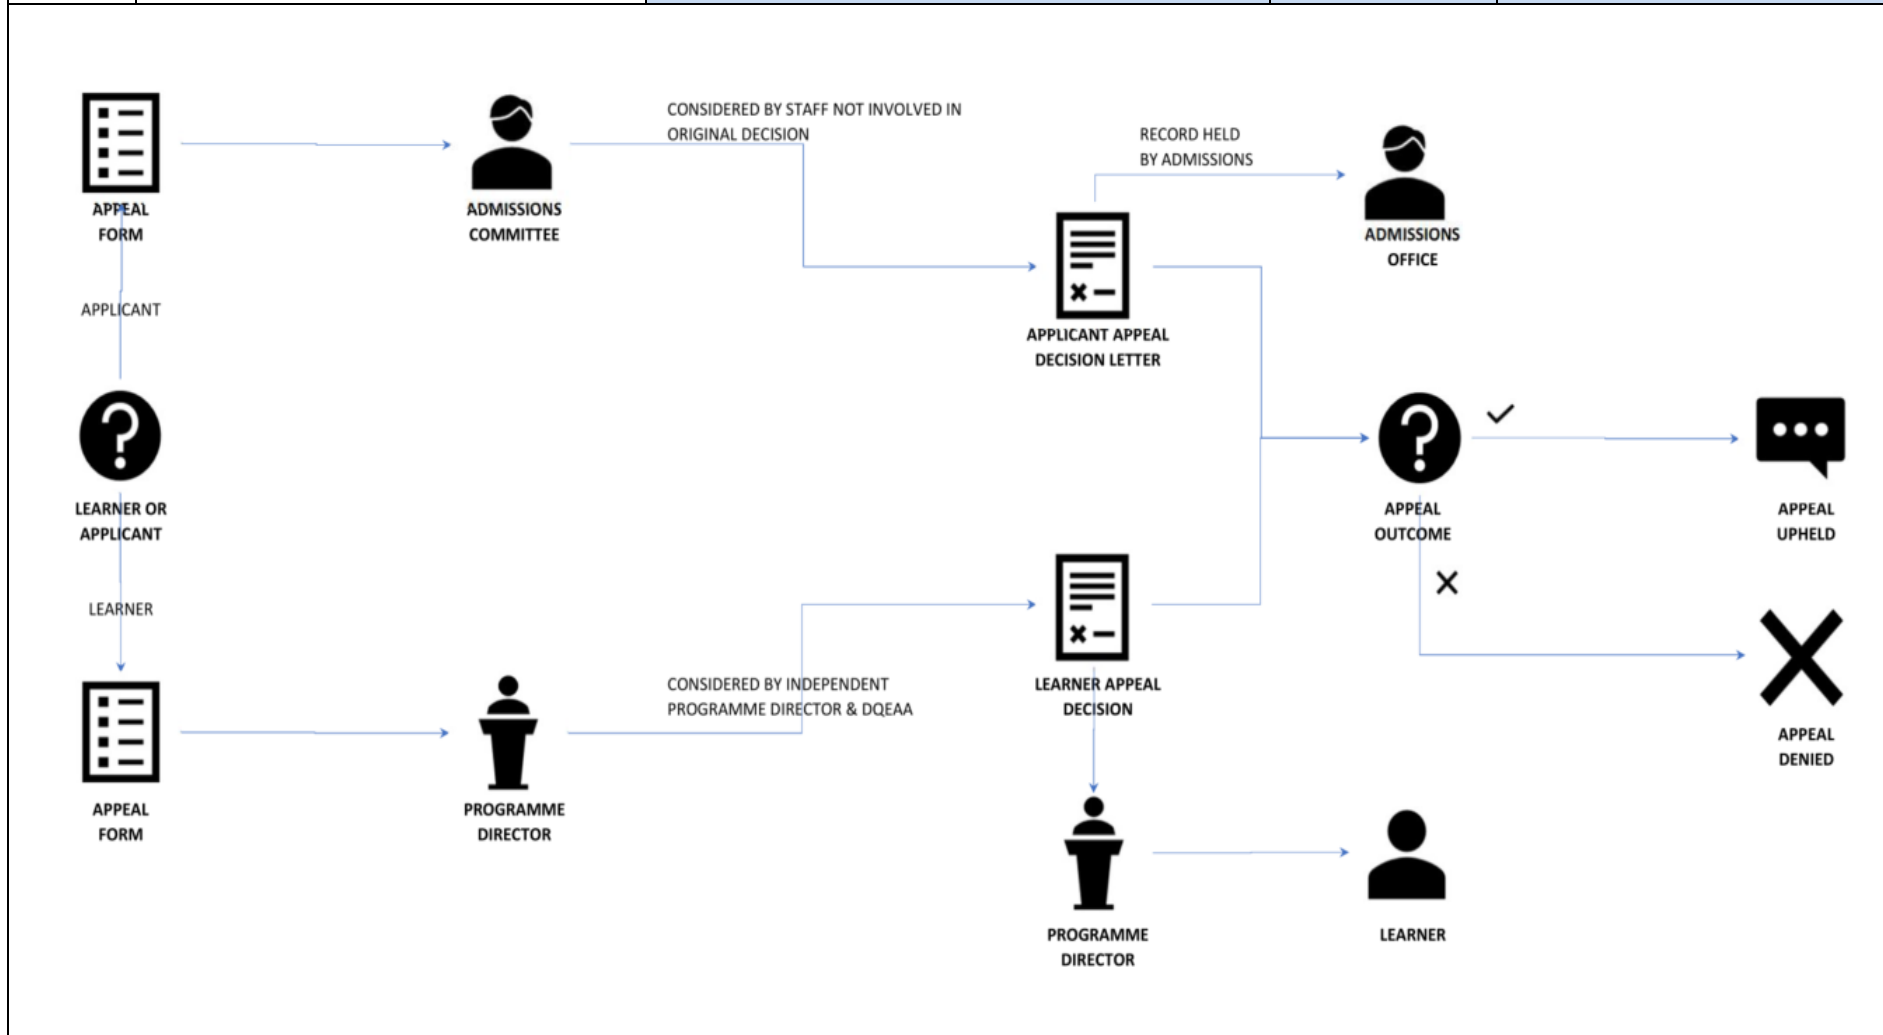 APPEAL
FORM
ADMISSIONS
COMMITTEE
CONSIDERED BY STAFF NOT INVOLVED IN
ORIGINAL DECISION
RECORD HELD
BY ADMISSIONS
ADMISSIONS
OFFICE
APPLICANT
APPLICANT APPEAL
DECISION LETTER
LEARNER OR
APPLICANT
APPEAL
OUTCOME
APPEAL
UPHELD
LEARNER
CONSIDERED BY INDEPENDENT
PROGRAMME DIRECTOR & DQEAA
LEARNER APPEAL
DECISION
APPEAL
DENIED
APPEAL
FORM
PROGRAMME
DIRECTOR
PROGRAMME
DIRECTOR
LEARNER